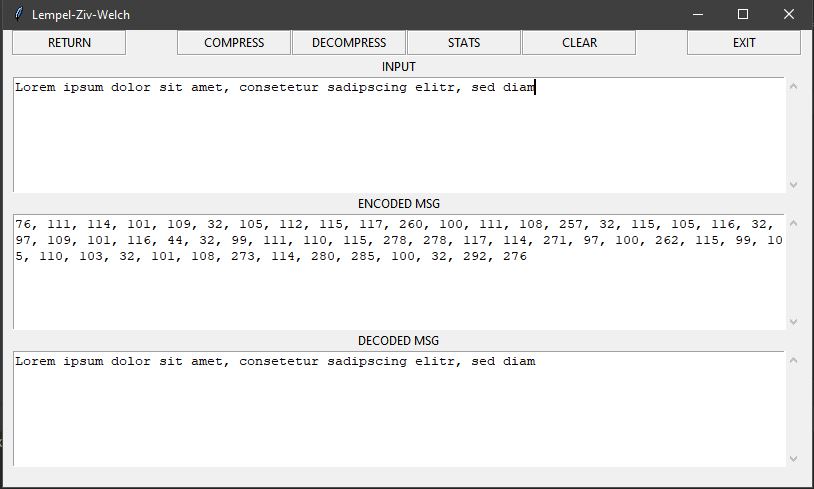 Lempel-Ziv-Welch
RETURN COMPRESS DECOMPRESS STATS CLEAR EXIT
INPUT
Lorem ipsum dolor sit amet, consetetur sadipscing elitr, sed diam
ENCODED MSG
76, 111, 114, 101, 109, 32, 105, 112, 115, 117, 260, 100, 111, 108, 257, 32, 115, 105, 116, 32,
97, 109, 101, 116, 44, 32, 99, 111, 110, 115, 278, 278, 117, 114, 271, 97, 100, 262, 115, 99, 10
5, 110, 103, 32, 101, 108, 273, 114, 280, 285, 100, 32, 292, 276
DECODED MSG
Lorem ipsum dolor sit amet, consetetur sadipscing elitr, sed diam